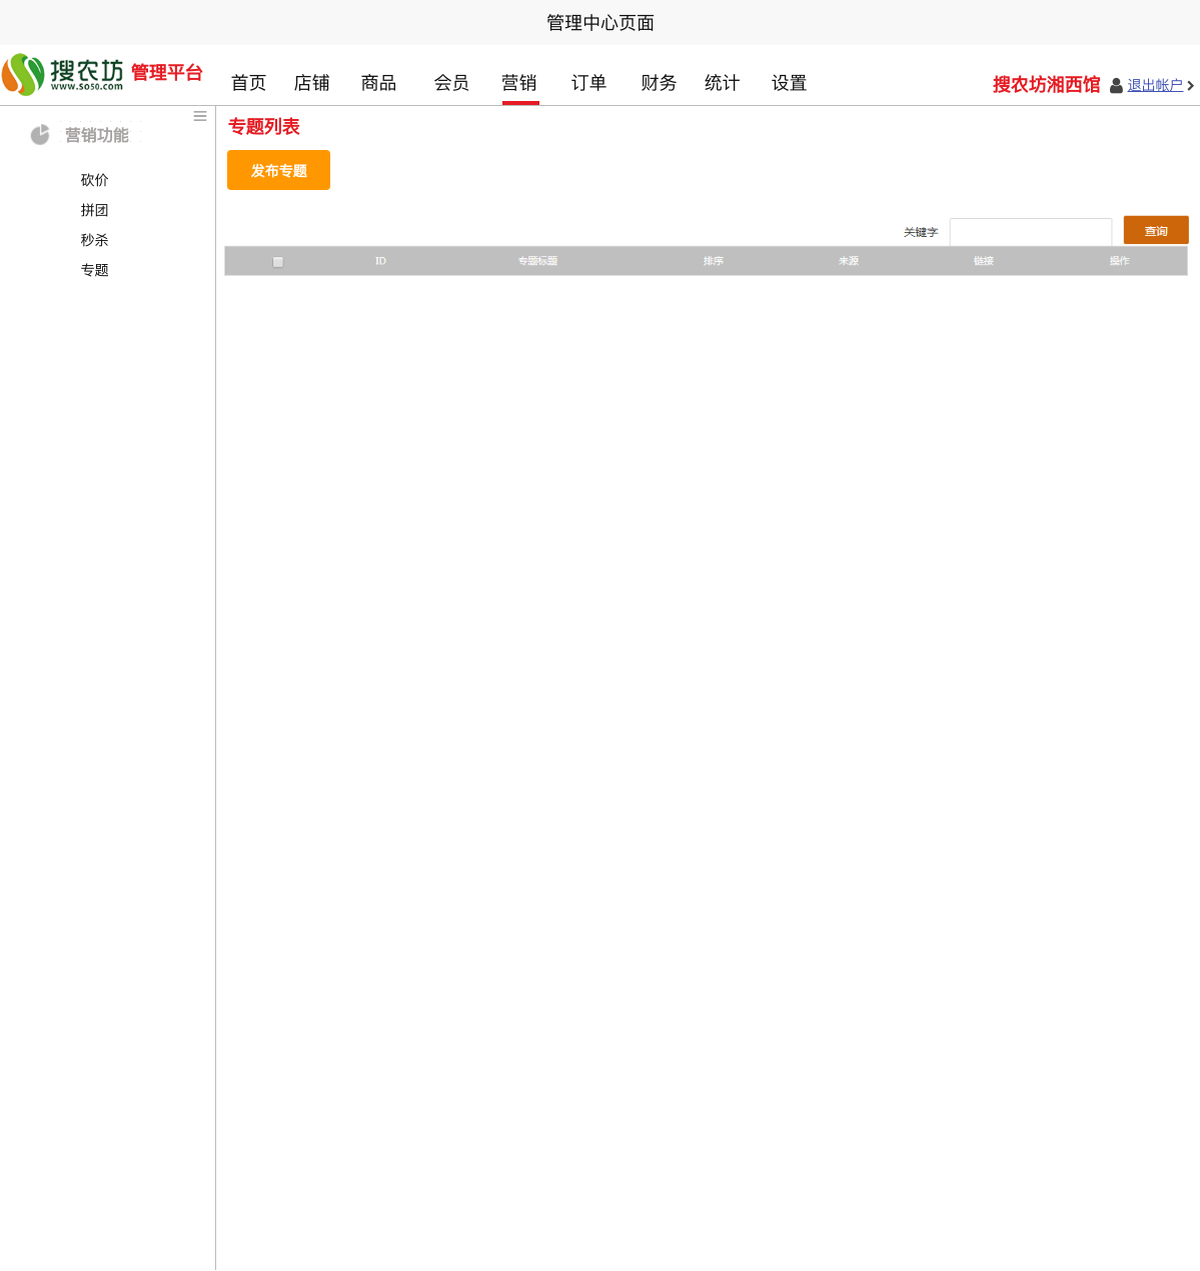 管理中心页面
搜农坊 管理平台
www.so5o.com
首页 店铺 商品 会员 营销 订单 财务 统计 设置
搜农坊湘西馆 退出帐户
营销功能
砍价
拼团
秒杀
专题
专题列表
发布专题
关键字 查询
ID 专题标题 排序 来源 链接 操作